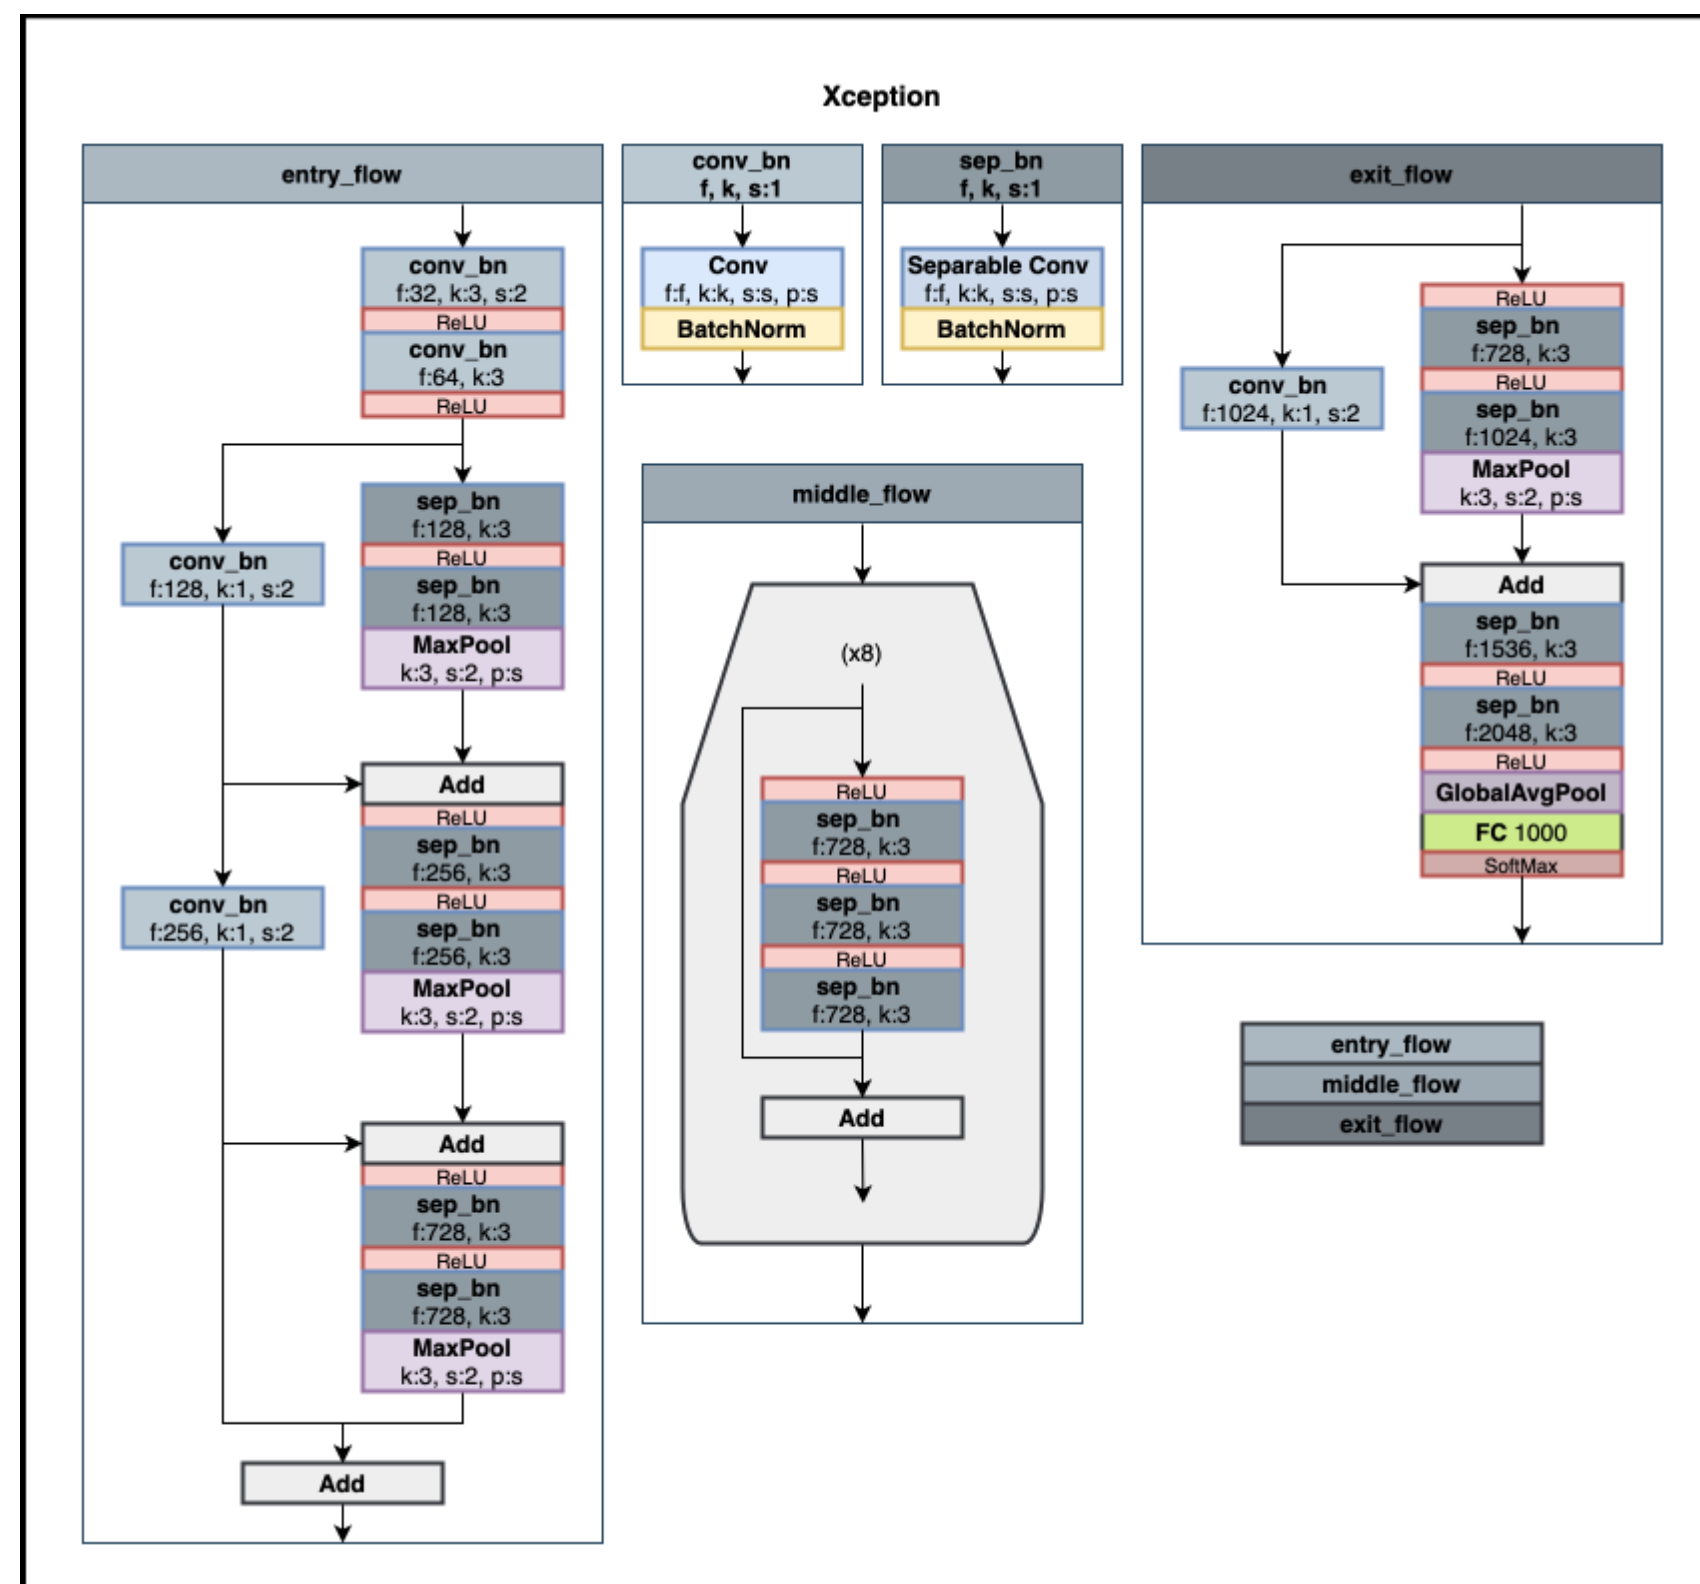 Xception
entry_flow
conv_bn
f:32, k:3, s:2
ReLU
conv_bn
f:64, k:3
ReLU
sep_bn
f:128, k:3
ReLU
sep_bn
f:128, k:3
MaxPool
k:3, s:2, p:s
conv_bn
f:128, k:1, s:2
Add
ReLU
sep_bn
f:256, k:3
ReLU
sep_bn
f:256, k:3
MaxPool
k:3, s:2, p:s
conv_bn
f:256, k:1, s:2
Add
ReLU
sep_bn
f:728, k:3
ReLU
sep_bn
f:728, k:3
MaxPool
k:3, s:2, p:s
Add
conv_bn
f, k, s:1
Conv
f:f, k:k, s:s, p:s
BatchNorm
sep_bn
f, k, s:1
Separable Conv
f:f, k:k, s:s, p:s
BatchNorm
middle_flow
(x8)
ReLU
sep_bn
f:728, k:3
ReLU
sep_bn
f:728, k:3
ReLU
sep_bn
f:728, k:3
Add
exit_flow
ReLU
sep_bn
f:728, k:3
ReLU
sep_bn
f:1024, k:3
MaxPool
k:3, s:2, p:s
conv_bn
f:1024, k:1, s:2
Add
sep_bn
f:1536, k:3
ReLU
sep_bn
f:2048, k:3
ReLU
GlobalAvgPool
FC 1000
SoftMax
entry_flow
middle_flow
exit_flow